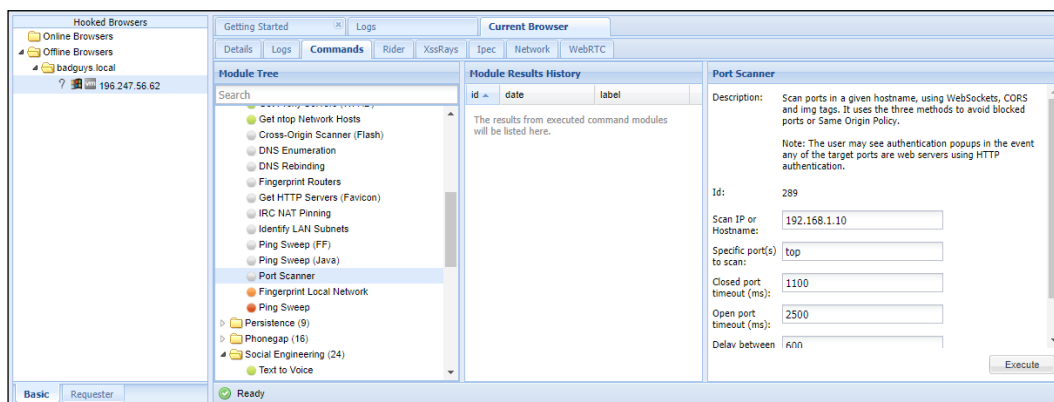 Hooked Browsers
Online Browsers
Offline Browsers
badguys.local
? vm 196.247.56.62
Basic
Requester
Getting Started
Logs
Current Browser
Details
Logs
Commands
Rider
XssRays
Ipec
Network
WebRTC
Module Tree
Search
Get ntop Network Hosts
Cross-Origin Scanner (Flash)
DNS Enumeration
DNS Rebinding
Fingerprint Routers
Get HTTP Servers (Favicon)
IRC NAT Pinning
Identify LAN Subnets
Ping Sweep (FF)
Ping Sweep (Java)
Port Scanner
Fingerprint Local Network
Ping Sweep
Persistence (9)
Phonegap (16)
Social Engineering (24)
Text to Voice
Module Results History
id
date
label
The results from executed command modules
will be listed here.
Port Scanner
Description:
Scan ports in a given hostname, using WebSockets, CORS
and img tags. It uses the three methods to avoid blocked
ports or Same Origin Policy.
Note: The user may see authentication popups in the event
any of the target ports are web servers using HTTP
authentication.
Id:
289
Scan IP or
Hostname:
192.168.1.10
Specific port(s)
to scan:
top
Closed port
timeout (ms):
1100
Open port
timeout (ms):
2500
Delay between
600
Execute
Ready